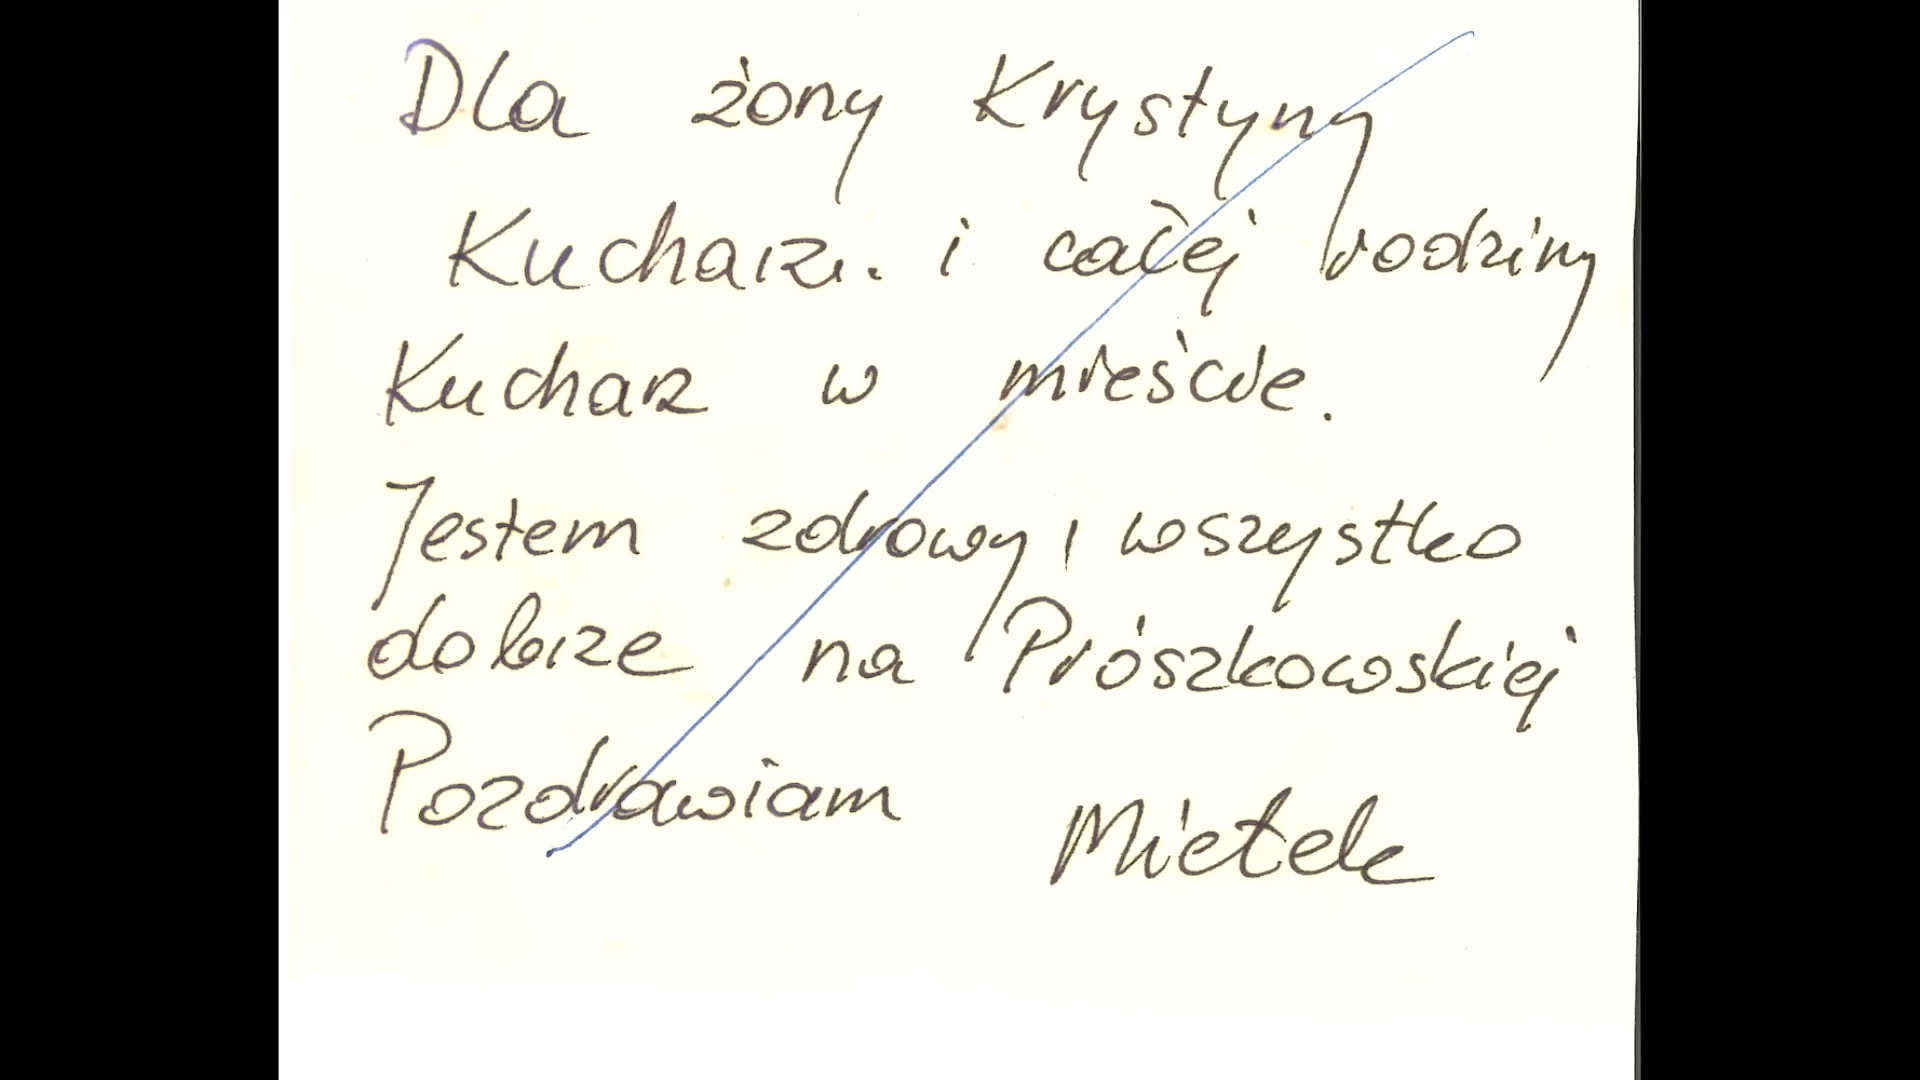 Dla żony Krystyny
Kucharz. i całej rodziny
Kucharz w mieście.
Jestem zdrowy, wszystko
dobrze na Prószkowskiej
Pozdrawiam
Mietek